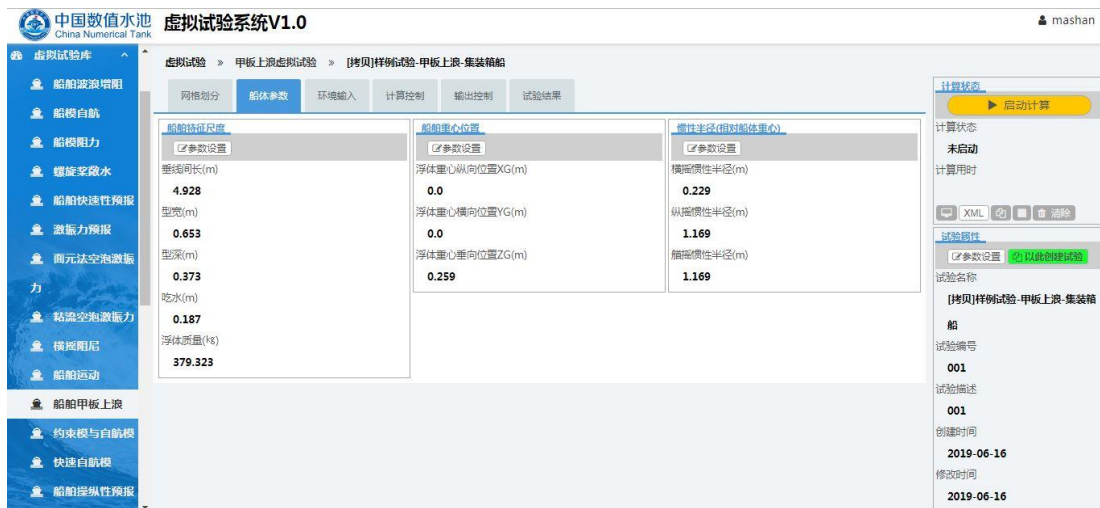 中国数值水池
China Numerical Tank
虚拟试验系统V1.0
mashan
虚拟试验库
船舶波浪增阻
船模自航
船模阻力
螺旋桨敞水
船舶快速性预报
激振力预报
面元法空泡激振
力
粘流空泡激振力
横摇阻尼
船舶运动
船舶甲板上浪
约束模与自航模
快速自航模
船舶操纵性预报
虚拟试验 » 甲板上浪虚拟试验 » [拷贝]样例试验-甲板上浪-集装箱船
网格划分 船体参数 环境输入 计算控制 输出控制 试验结果
船舶特征尺度
参数设置
垂线间长(m)
4.928
型宽(m)
0.653
型深(m)
0.373
吃水(m)
0.187
浮体质量(kg)
379.323
船舶重心位置
参数设置
浮体重心纵向位置XG(m)
0.0
浮体重心横向位置YG(m)
0.0
浮体重心垂向位置ZG(m)
0.259
惯性半径(相对船体重心)
参数设置
横摇惯性半径(m)
0.229
纵摇惯性半径(m)
1.169
艏摇惯性半径(m)
1.169
计算状态
启动计算
计算状态
未启动
计算用时
XML 清除
试验属性
参数设置 以此创建试验
试验名称
[拷贝]样例试验-甲板上浪-集装箱
船
试验编号
001
试验描述
001
创建时间
2019-06-16
修改时间
2019-06-16